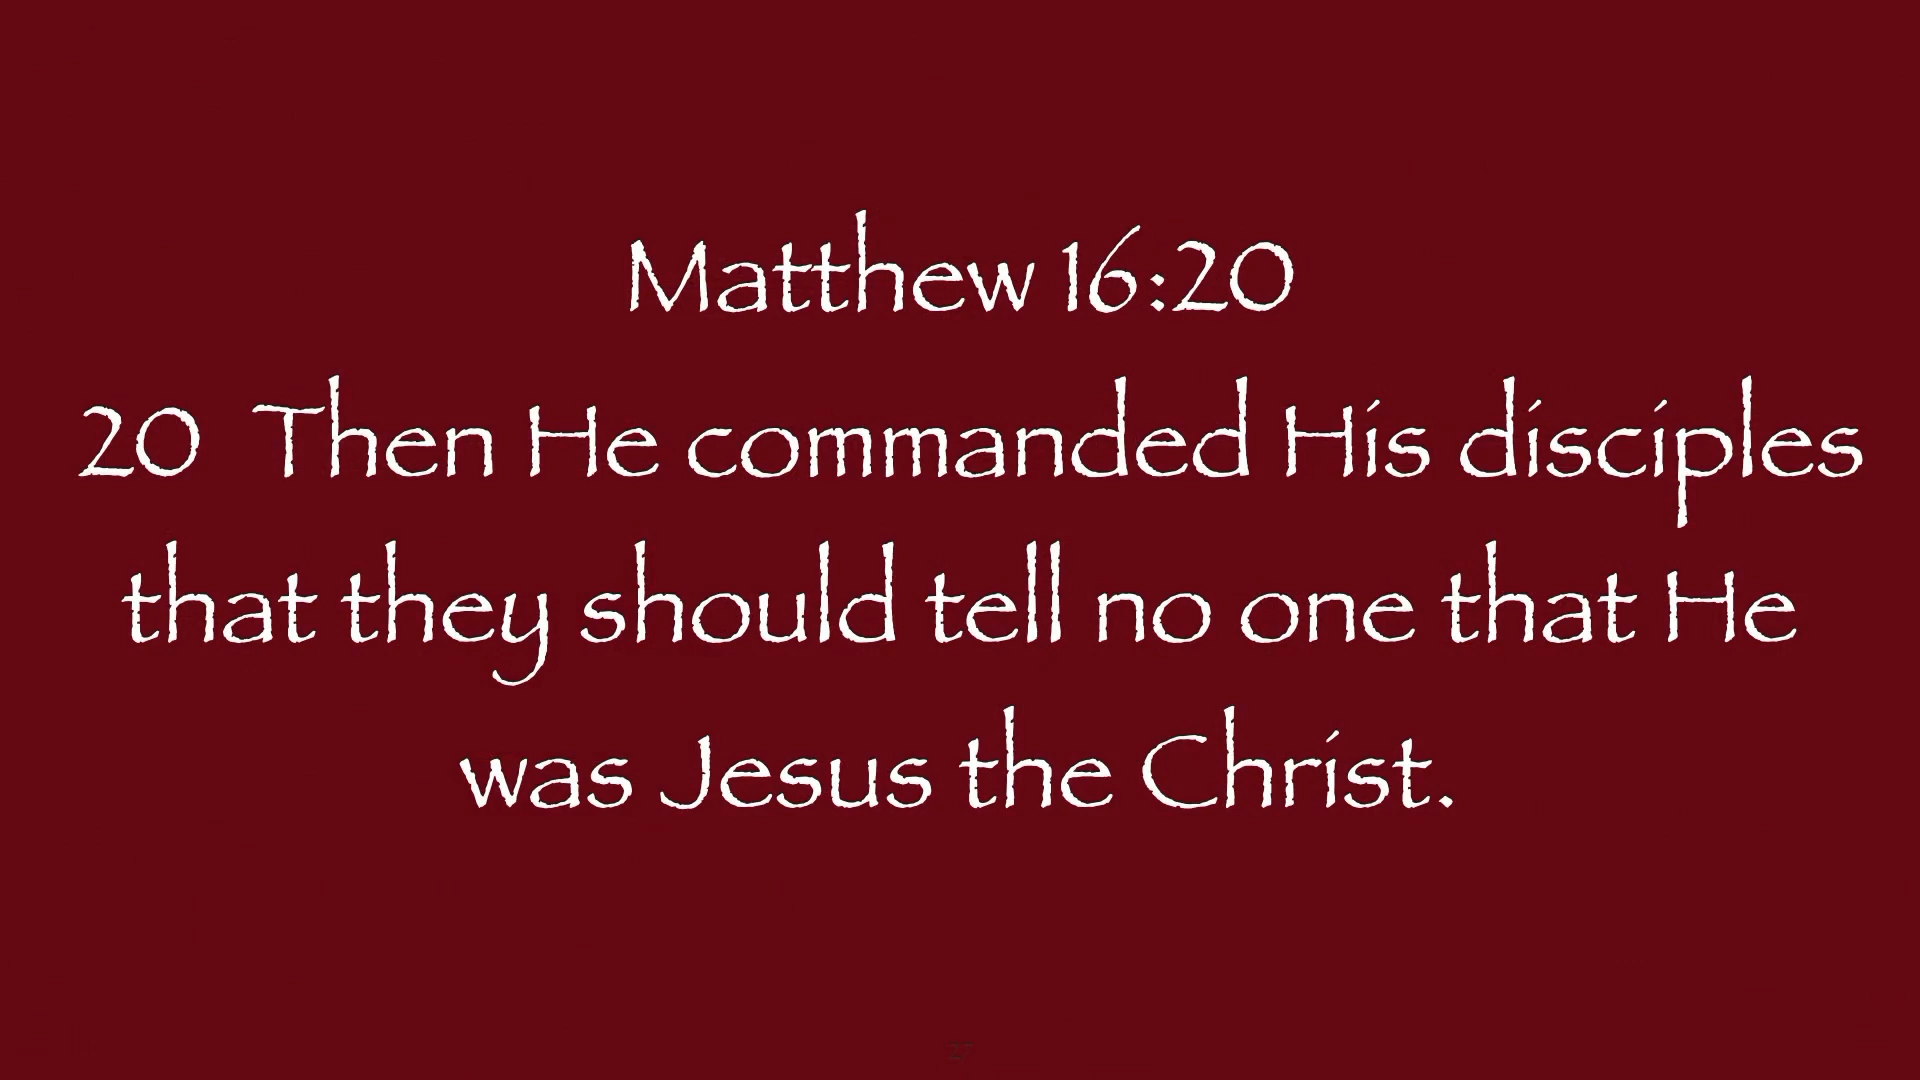 Matthew 16:20
20 Then He commanded His disciples
that they should tell no one that He
was Jesus the Christ.
27